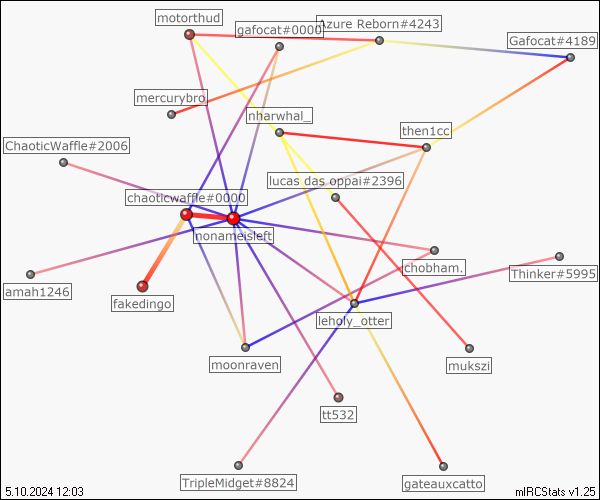 motorthud
gafocat#0000
Azure Reborn#4243
Gafocat#4189
mercurybro
nharwhal_
then1cc
ChaoticWaffle#2006
lucas das oppai#2396
chaoticwaffle#0000
nonameisleft
chobham.
Thinker#5995
amah1246
fakedingo
leholy_otter
moonraven
mukszi
tt532
TripleMidget#8824
gateauxcatto
5.10.2024 12:03
mIRCStats v1.25